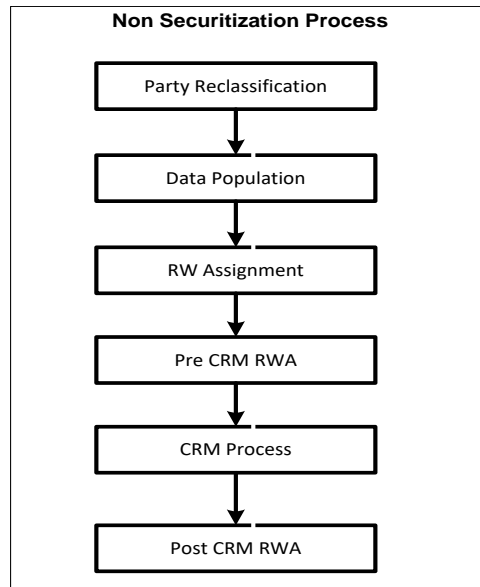 Non Securitization Process
Party Reclassification
Data Population
RW Assignment
Pre CRM RWA
CRM Process
Post CRM RWA